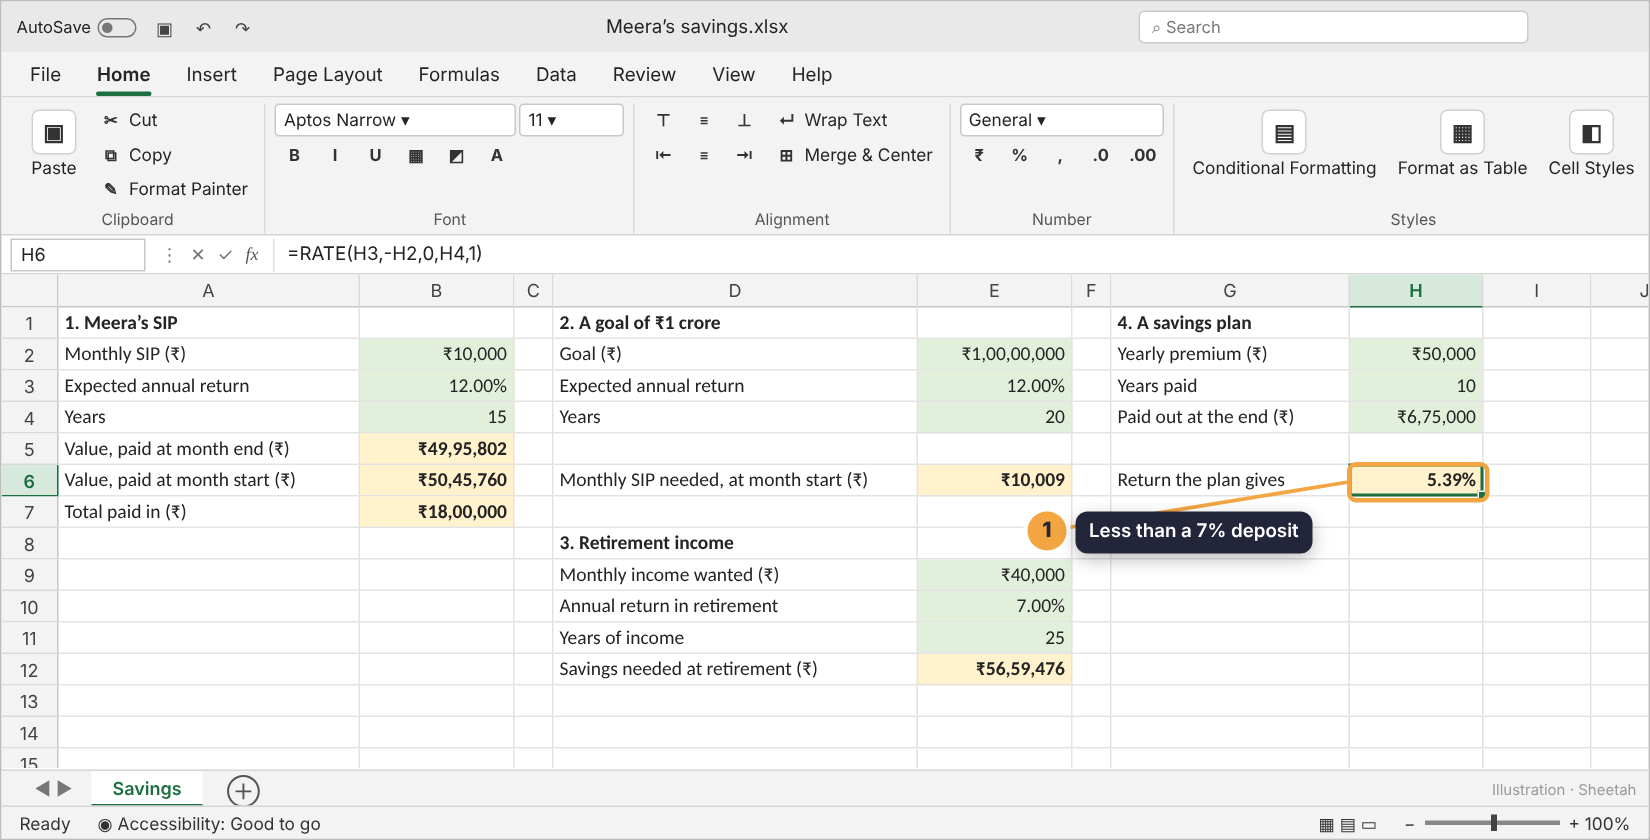 AutoSave
Meera’s savings.xlsx
Search
File Home Insert Page Layout Formulas Data Review View Help
Paste
Cut
Copy
Format Painter
Clipboard
Aptos Narrow 11
B I U A
Font
Wrap Text
Merge & Center
Alignment
General
₹ % , .0 .00
Number
Conditional Formatting Format as Table Cell Styles
Styles
H6 fx =RATE(H3,-H2,0,H4,1)
A B C D E F G H I J
1 1. Meera’s SIP 2. A goal of ₹1 crore 4. A savings plan
2 Monthly SIP (₹) ₹10,000 Goal (₹) ₹1,00,00,000 Yearly premium (₹) ₹50,000
3 Expected annual return 12.00% Expected annual return 12.00% Years paid 10
4 Years 15 Years 20 Paid out at the end (₹) ₹6,75,000
5 Value, paid at month end (₹) ₹49,95,802
6 Value, paid at month start (₹) ₹50,45,760 Monthly SIP needed, at month start (₹) ₹10,009 Return the plan gives 5.39%
7 Total paid in (₹) ₹18,00,000
1 Less than a 7% deposit
8 3. Retirement income
9 Monthly income wanted (₹) ₹40,000
10 Annual return in retirement 7.00%
11 Years of income 25
12 Savings needed at retirement (₹) ₹56,59,476
13
14
15
Savings
Illustration · Sheetah
Ready Accessibility: Good to go
− + 100%